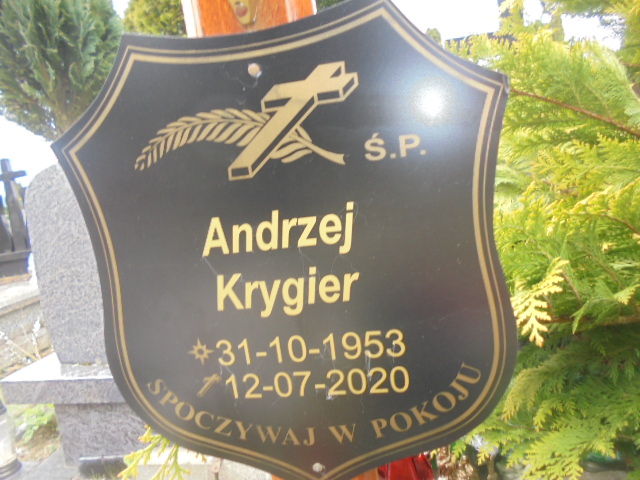 Ś.P.
Andrzej
Krygier
31-10-1953
12-07-2020
SPOCZYWAJ W POKOJU